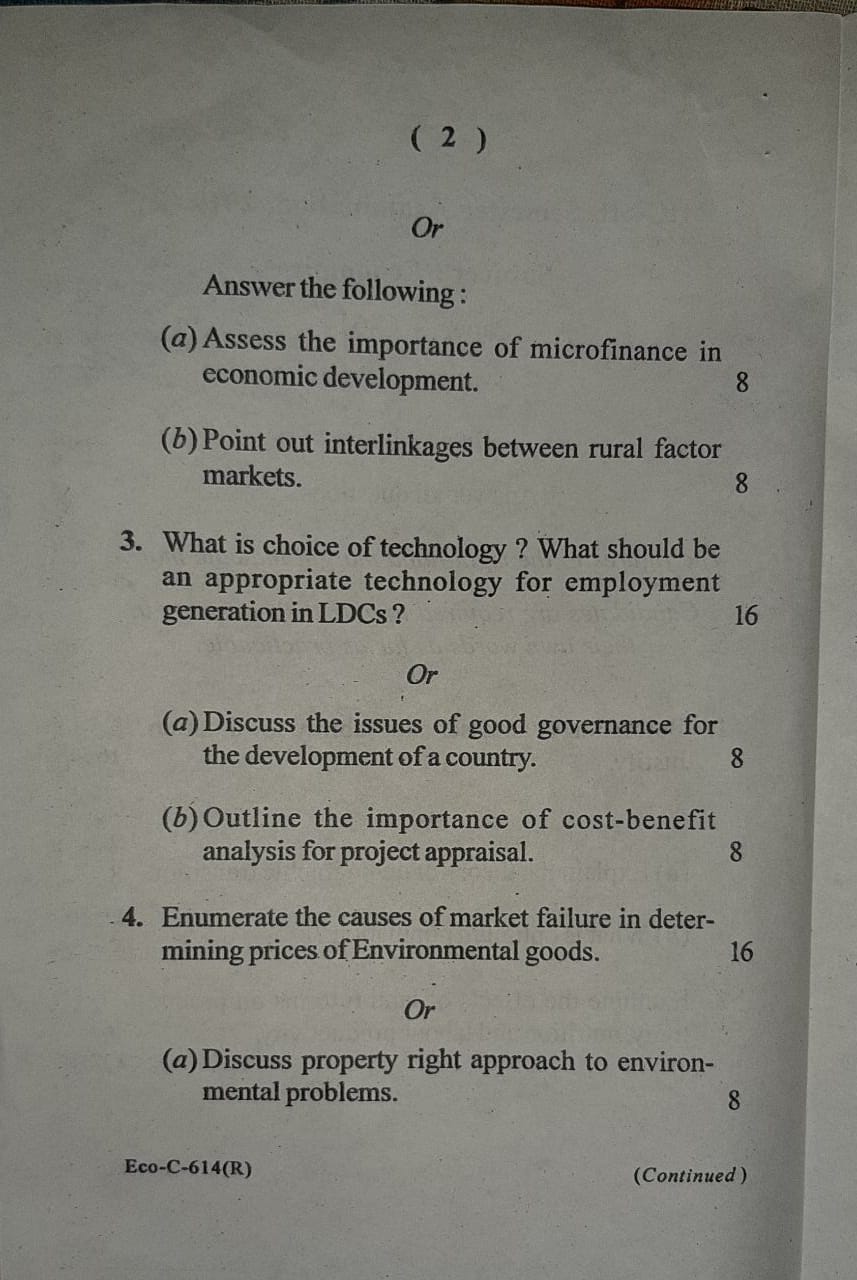 ( 2 )
Or
Answer the following :
(a) Assess the importance of microfinance in
economic development. 8
(b) Point out interlinkages between rural factor
markets. 8
3. What is choice of technology ? What should be
an appropriate technology for employment
generation in LDCs ? 16
Or
(a) Discuss the issues of good governance for
the development of a country. 8
(b) Outline the importance of cost-benefit
analysis for project appraisal. 8
4. Enumerate the causes of market failure in deter-
mining prices of Environmental goods. 16
Or
(a) Discuss property right approach to environ-
mental problems. 8
Eco-C-614(R) (Continued)